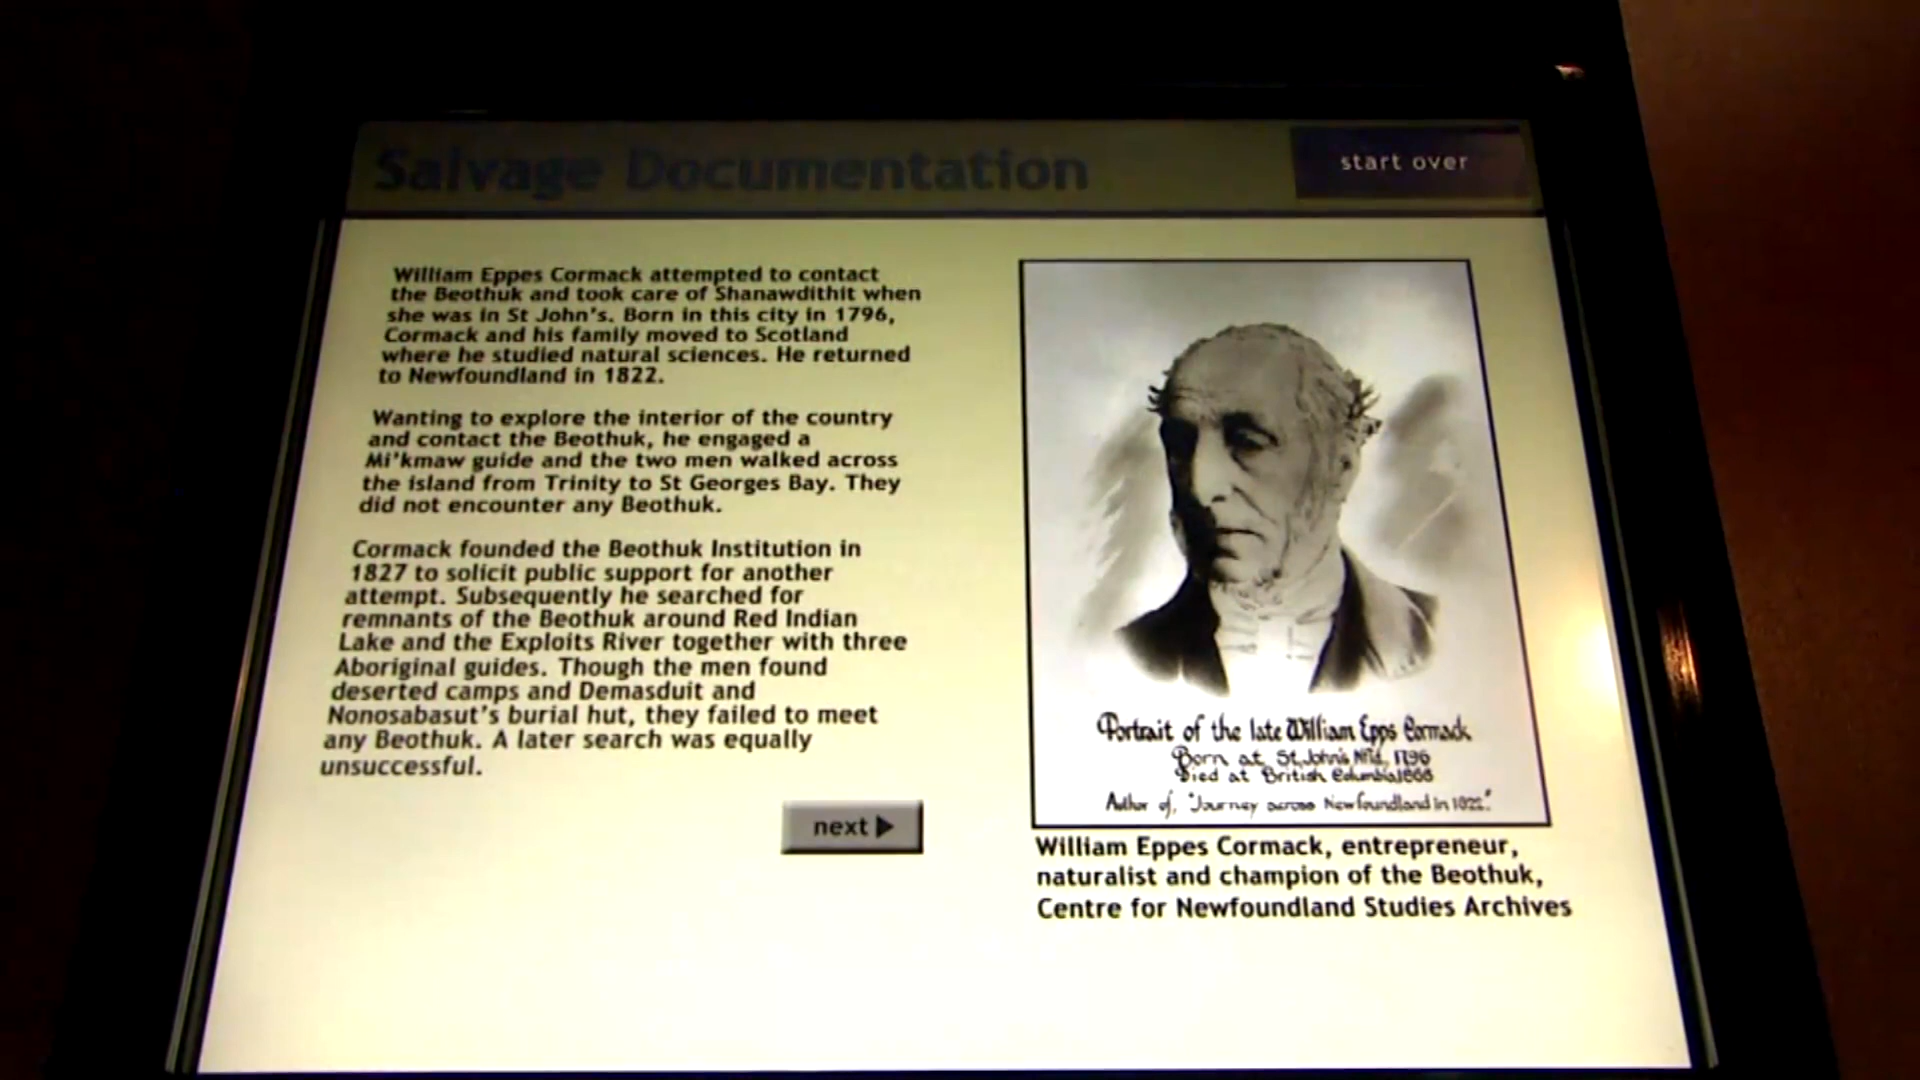 Salvage Documentation
start over
William Eppes Cormack attempted to contact
the Beothuk and took care of Shanawdithit when
she was in St John's. Born in this city in 1796,
Cormack and his family moved to Scotland
where he studied natural sciences. He returned
to Newfoundland in 1822.
Wanting to explore the interior of the country
and contact the Beothuk, he engaged a
Mi'kmaw guide and the two men walked across
the island from Trinity to St Georges Bay. They
did not encounter any Beothuk.
Cormack founded the Beothuk Institution in
1827 to solicit public support for another
attempt. Subsequently he searched for
remnants of the Beothuk around Red Indian
Lake and the Exploits River together with three
Aboriginal guides. Though the men found
deserted camps and Demasduit and
Nonosabasut's burial hut, they failed to meet
any Beothuk. A later search was equally
unsuccessful.
next
Portrait of the late William Epps Cormack
Born at St. John's Nfld, 1796
Died at British Columbia
Author of, "Journey across Newfoundland in 1822."
William Eppes Cormack, entrepreneur,
naturalist and champion of the Beothuk,
Centre for Newfoundland Studies Archives